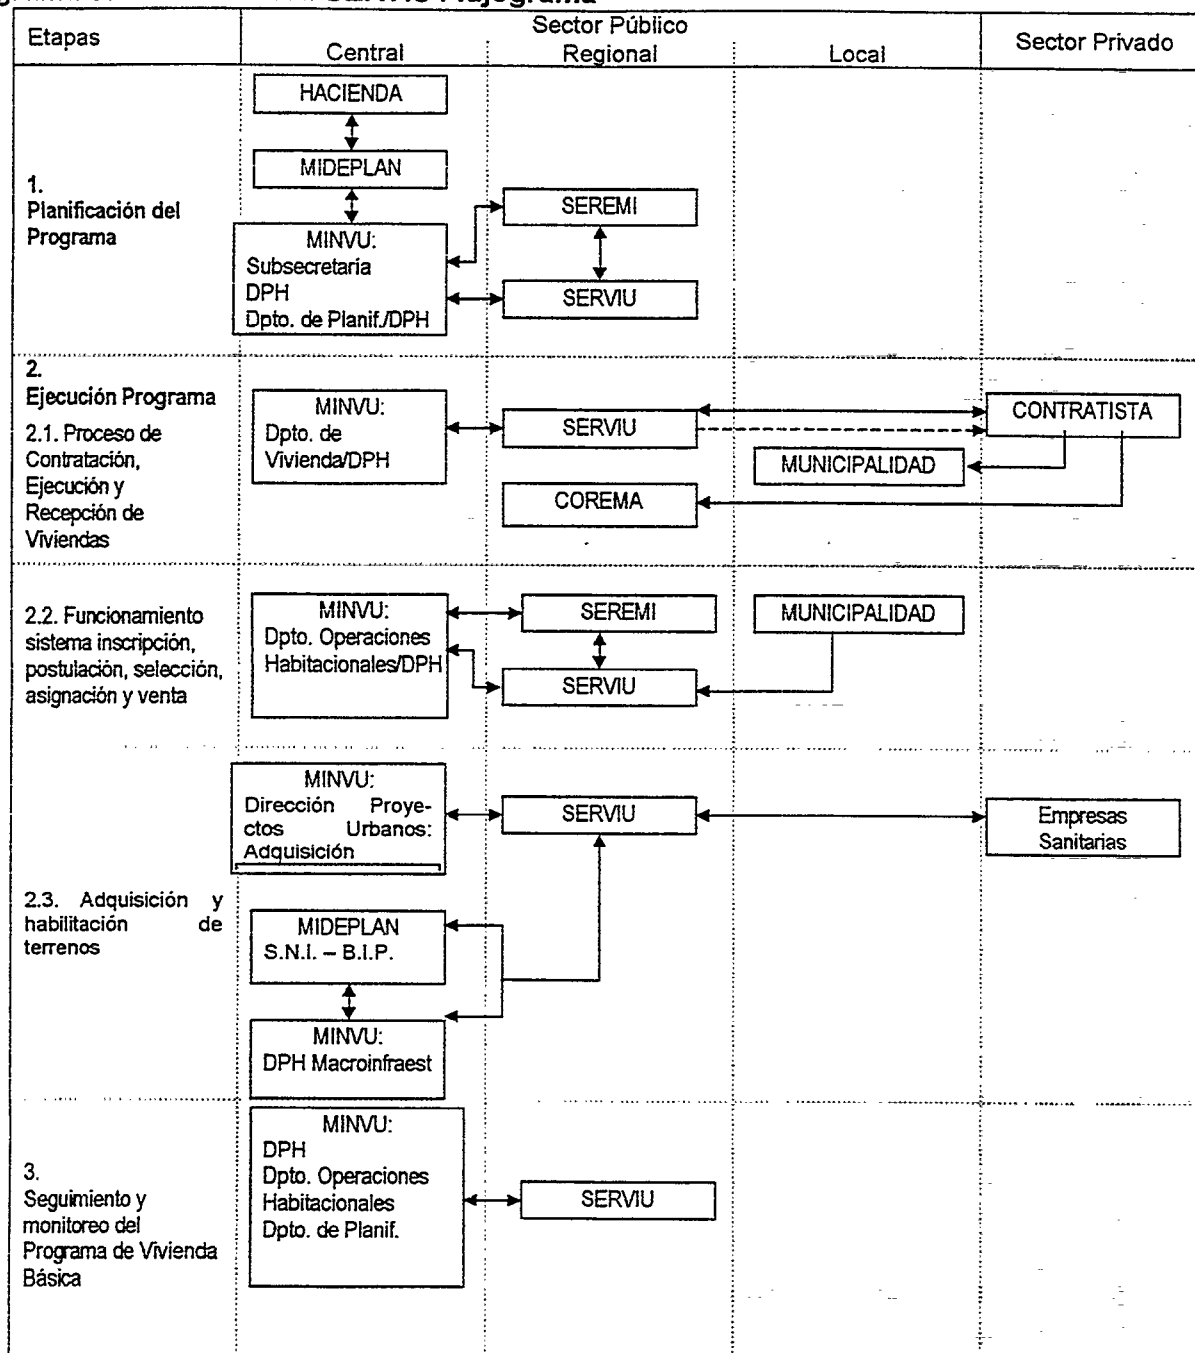 Flujograma
Etapas
Sector Público
Central
Regional
Local
Sector Privado
HACIENDA
MIDEPLAN
1.
Planificación del
Programa
MINVU:
Subsecretaría
DPH
Dpto. de Planif./DPH
SEREMI
SERVIU
2.
Ejecución Programa
2.1. Proceso de
Contratación,
Ejecución y
Recepción de
Viviendas
MINVU:
Dpto. de
Vivienda/DPH
SERVIU
COREMA
MUNICIPALIDAD
CONTRATISTA
2.2. Funcionamiento
sistema inscripción,
postulación, selección,
asignación y venta
MINVU:
Dpto. Operaciones
Habitacionales/DPH
SEREMI
SERVIU
MUNICIPALIDAD
2.3. Adquisición y
habilitación de
terrenos
MINVU:
Dirección Proye-
ctos Urbanos:
Adquisición
SERVIU
Empresas
Sanitarias
MIDEPLAN
S.N.I. – B.I.P.
MINVU:
DPH Macroinfraest
3.
Seguimiento y
monitoreo del
Programa de Vivienda
Básica
MINVU:
DPH
Dpto. Operaciones
Habitacionales
Dpto. de Planif.
SERVIU